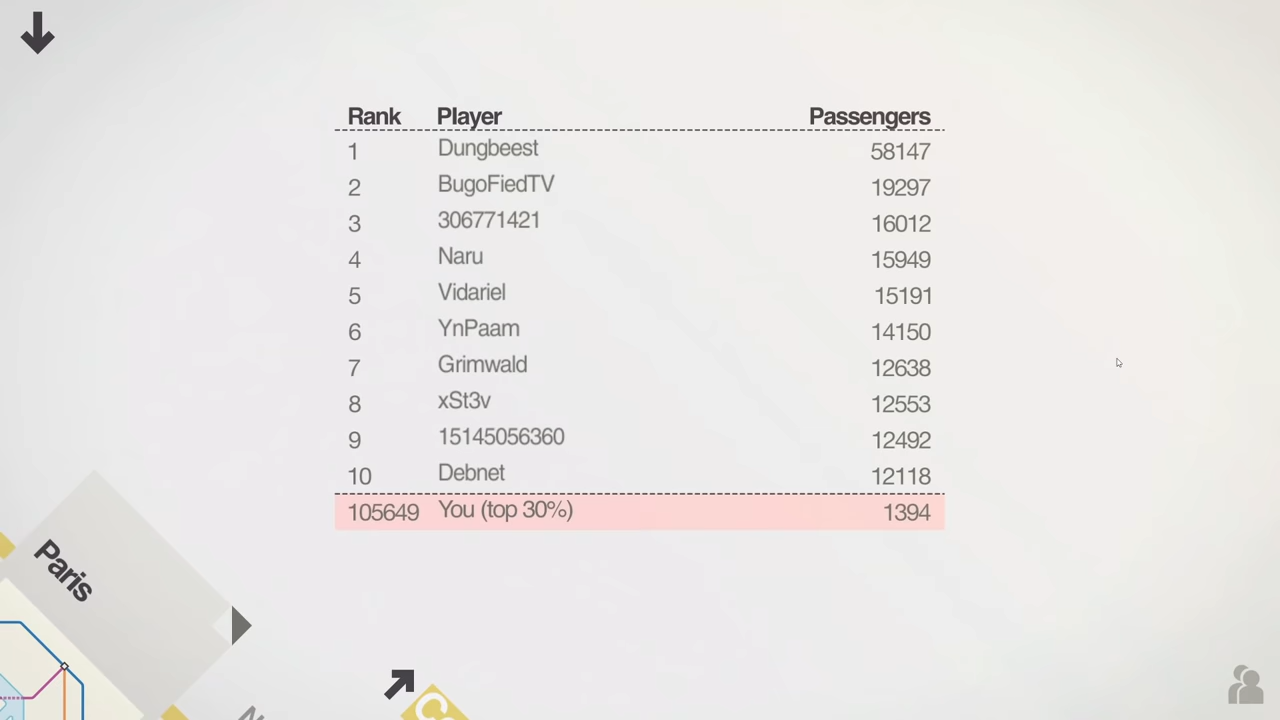 Rank Player Passengers
1 Dungbeest 58147
2 BugoFiedTV 19297
3 306771421 16012
4 Naru 15949
5 Vidariel 15191
6 YnPaam 14150
7 Grimwald 12638
8 xSt3v 12553
9 15145056360 12492
10 Debnet 12118
105649 You (top 30%) 1394
Paris